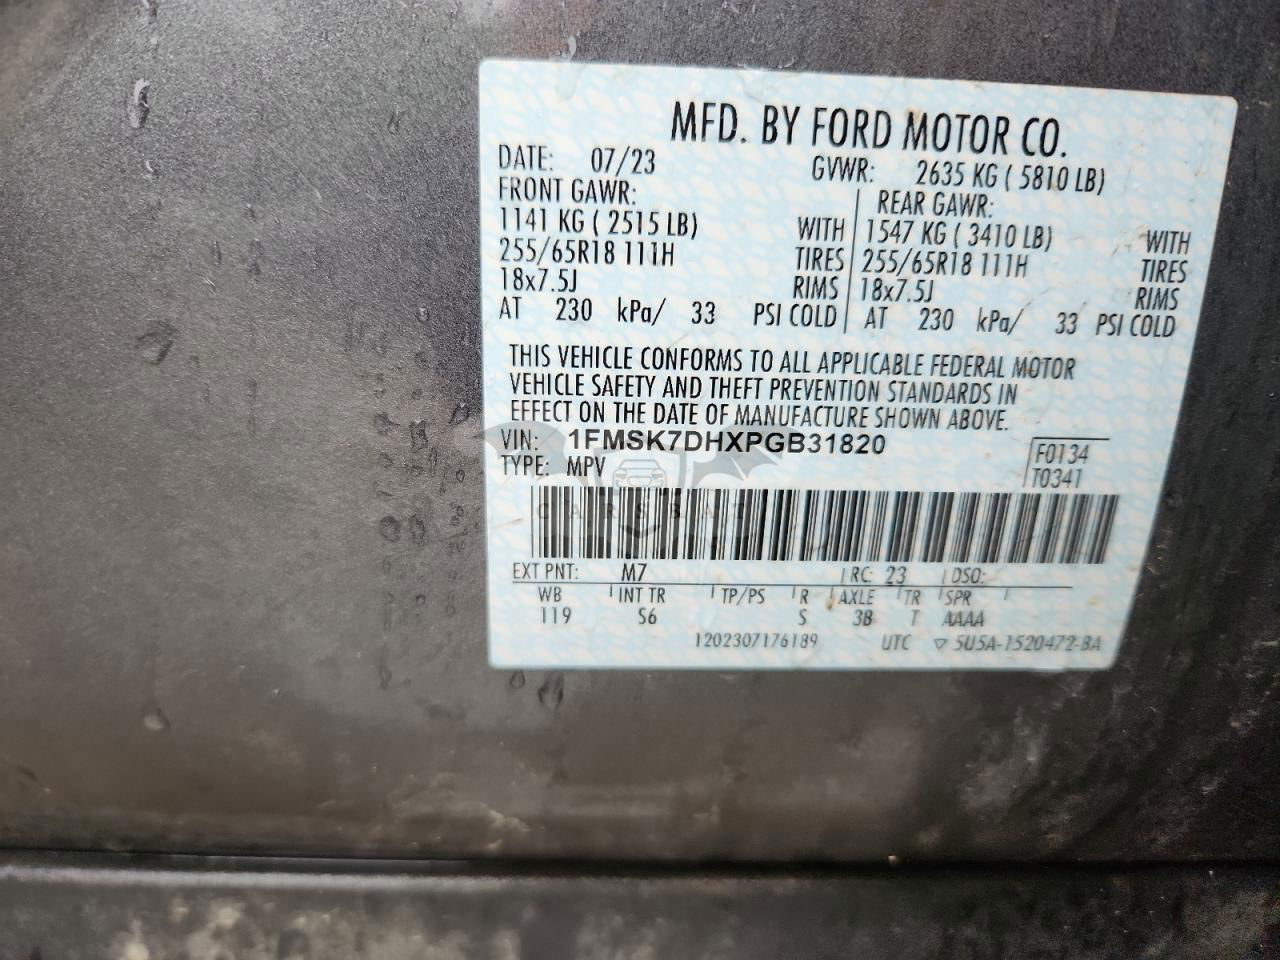 MFD. BY FORD MOTOR CO.
DATE: 07/23 GVWR: 2635 KG ( 5810 LB)
FRONT GAWR: REAR GAWR:
1141 KG ( 2515 LB) WITH 1547 KG ( 3410 LB) WITH
255/65R18 111H TIRES 255/65R18 111H TIRES
18x7.5J RIMS 18x7.5J RIMS
AT 230 kPa/ 33 PSI COLD AT 230 kPa/ 33 PSI COLD
THIS VEHICLE CONFORMS TO ALL APPLICABLE FEDERAL MOTOR
VEHICLE SAFETY AND THEFT PREVENTION STANDARDS IN
EFFECT ON THE DATE OF MANUFACTURE SHOWN ABOVE.
VIN: 1FMSK7DHXPGB31820
F0134
TYPE: MPV
T0341
CARSBAT
EXT PNT: M7 RC: 23 DSO:
WB INT TR TP/PS R AXLE TR SPR
119 S6 S 3B T AAAA
1202307176189 UTC ▽ 5U5A-1520472-BA